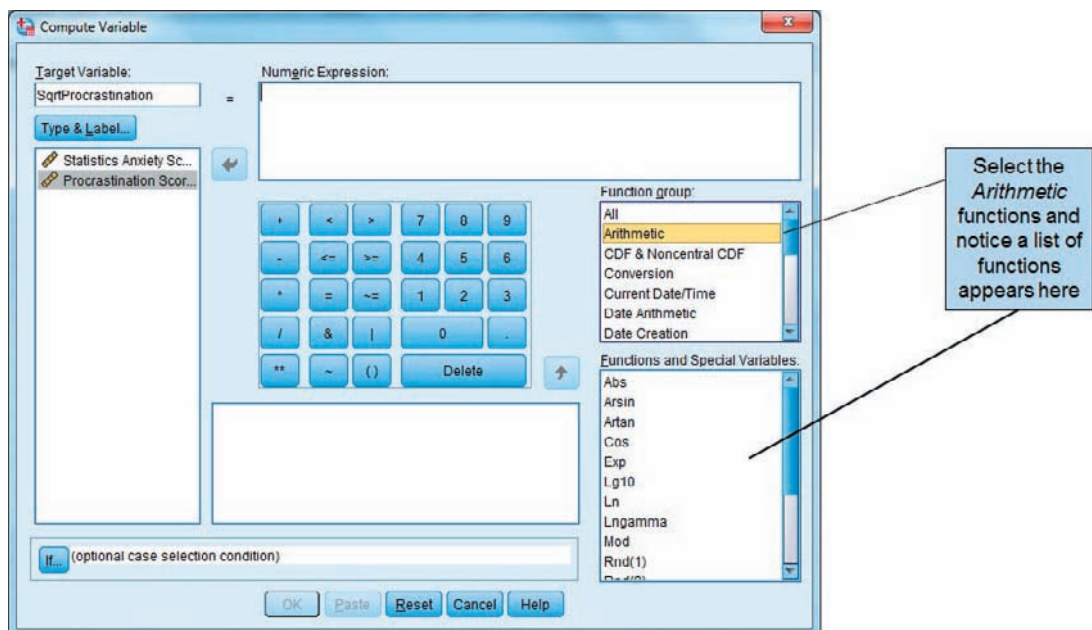 Compute Variable
Target Variable:
SqrtProcrastination
=
Numeric Expression:
Type & Label...
Statistics Anxiety Sc...
Procrastination Scor...
+ < > 7 8 9
- <= >= 4 5 6
* = ~= 1 2 3
/ & | 0 .
** ~ () Delete
Function group:
All
Arithmetic
CDF & Noncentral CDF
Conversion
Current Date/Time
Date Arithmetic
Date Creation
Functions and Special Variables:
Abs
Arsin
Artan
Cos
Exp
Lg10
Ln
Lngamma
Mod
Rnd(1)
If... (optional case selection condition)
OK Paste Reset Cancel Help
Select the
Arithmetic
functions and
notice a list of
functions
appears here